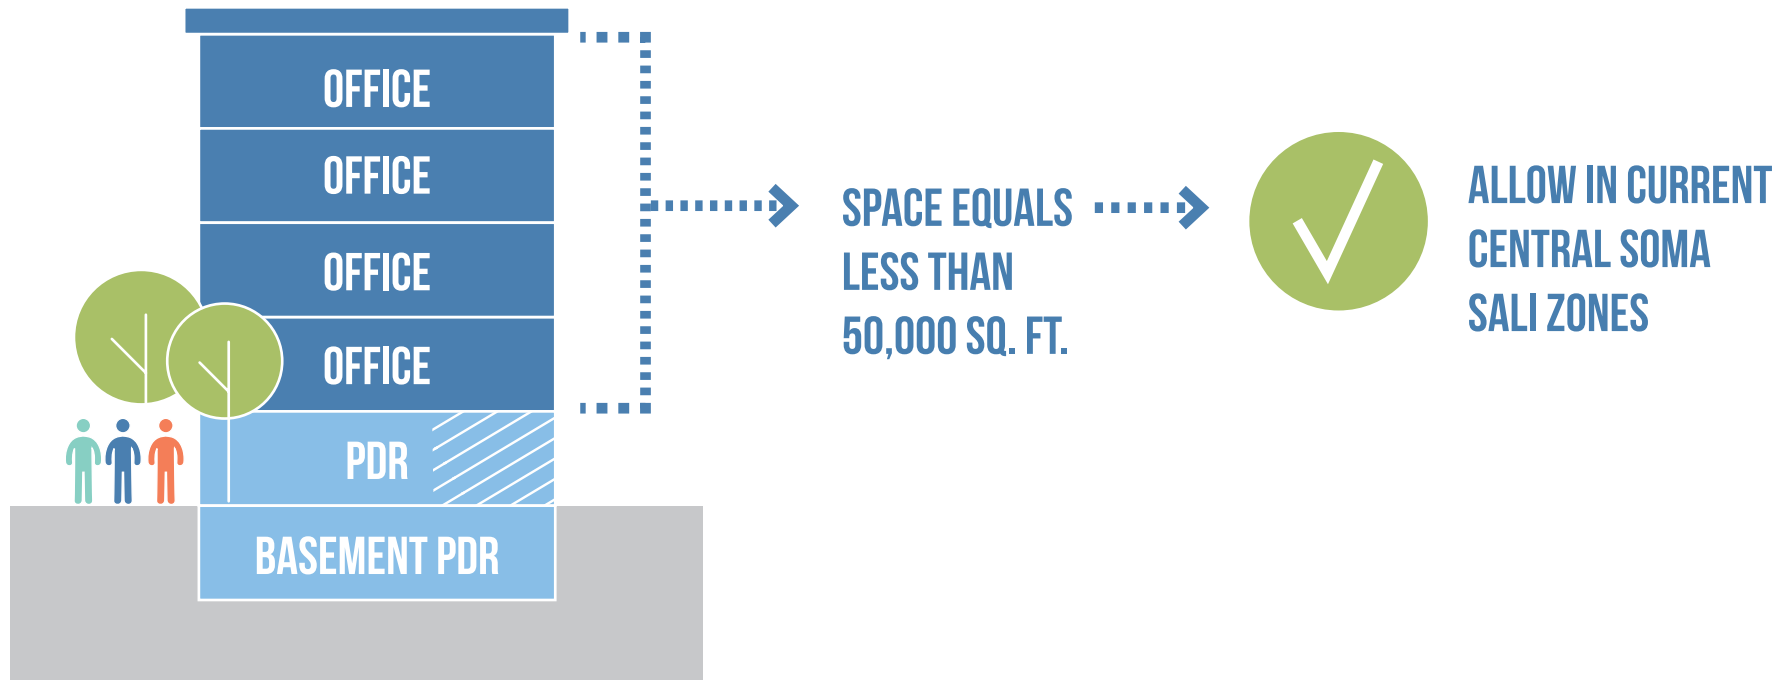 OFFICE
OFFICE
OFFICE
OFFICE
PDR
BASEMENT PDR
SPACE EQUALS
LESS THAN
50,000 SQ. FT.
ALLOW IN CURRENT
CENTRAL SOMA
SALI ZONES